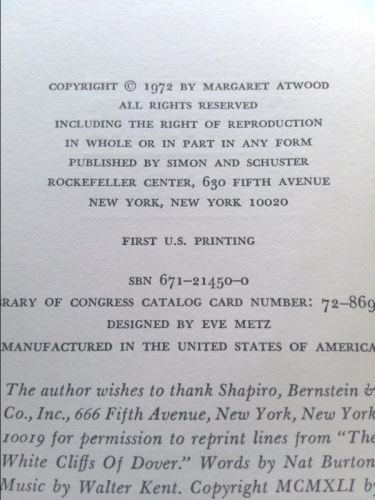 COPYRIGHT © 1972 BY MARGARET ATWOOD
ALL RIGHTS RESERVED
INCLUDING THE RIGHT OF REPRODUCTION
IN WHOLE OR IN PART IN ANY FORM
PUBLISHED BY SIMON AND SCHUSTER
ROCKEFELLER CENTER, 630 FIFTH AVENUE
NEW YORK, NEW YORK 10020
FIRST U.S. PRINTING
SBN 671-21450-0
BRARY OF CONGRESS CATALOG CARD NUMBER: 72-869
DESIGNED BY EVE METZ
MANUFACTURED IN THE UNITED STATES OF AMERICA
The author wishes to thank Shapiro, Bernstein &
Co., Inc., 666 Fifth Avenue, New York, New York
10019 for permission to reprint lines from "The
White Cliffs Of Dover." Words by Nat Burton
Music by Walter Kent. Copyright MCMXLI b